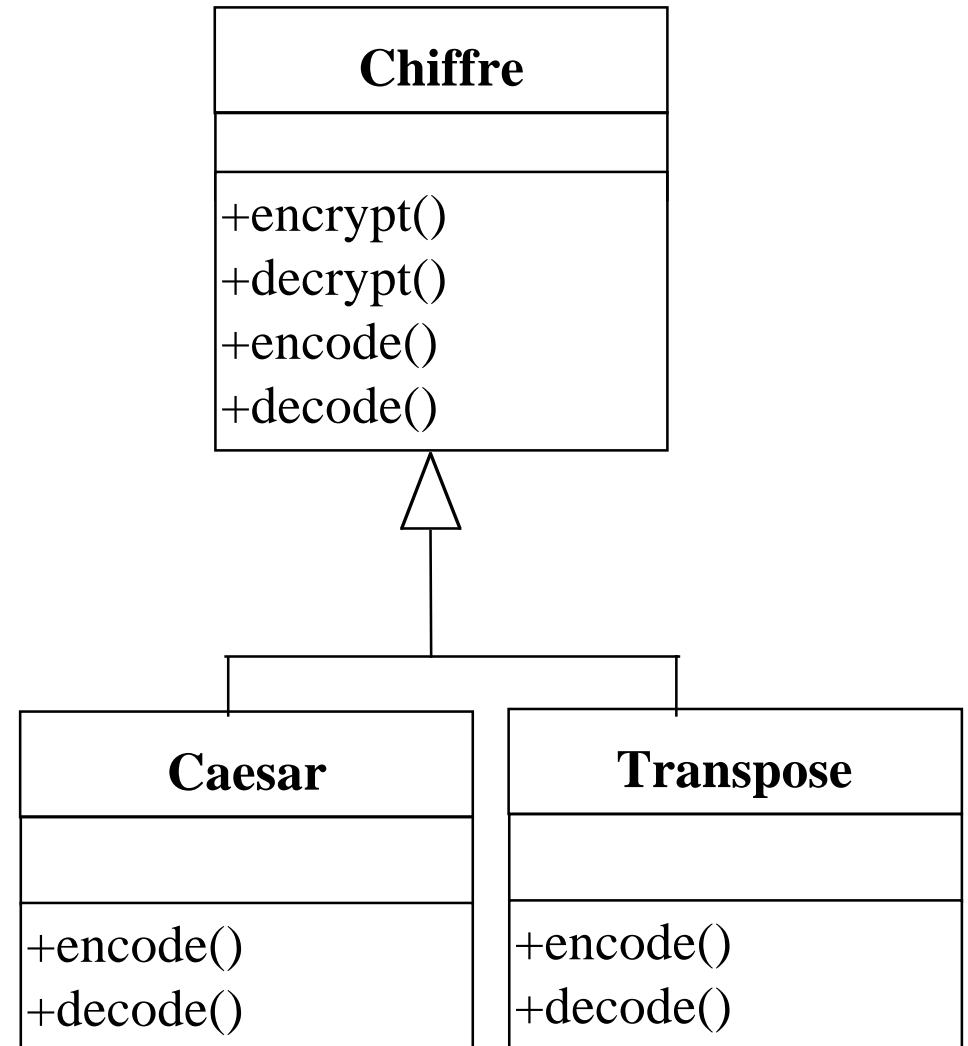 Chiffre
+encrypt()
+decrypt()
+encode()
+decode()
Caesar
+encode()
+decode()
Transpose
+encode()
+decode()